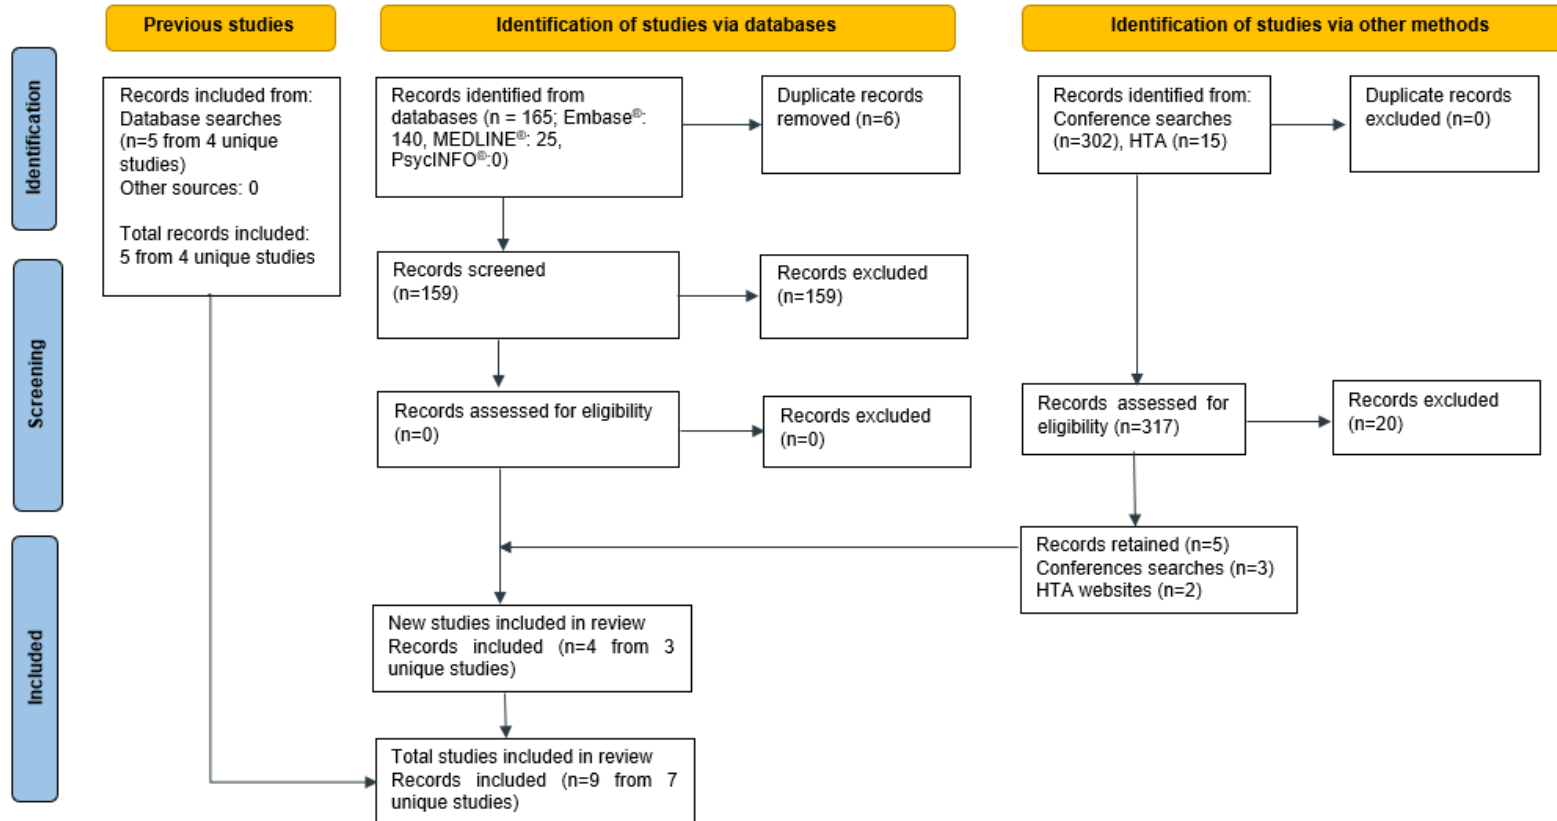 Previous studies
Identification of studies via databases
Identification of studies via other methods
Identification
Records included from:
Database searches
(n=5 from 4 unique
studies)
Other sources: 0
Total records included:
5 from 4 unique studies
Records identified from
databases (n = 165; Embase®:
140, MEDLINE®: 25,
PsycINFO®:0)
Duplicate records
removed (n=6)
Records identified from:
Conference searches
(n=302), HTA (n=15)
Duplicate records
excluded (n=0)
Screening
Records screened
(n=159)
Records excluded
(n=159)
Records assessed for eligibility
(n=0)
Records excluded
(n=0)
Records assessed for
eligibility (n=317)
Records excluded
(n=20)
Included
Records retained (n=5)
Conferences searches (n=3)
HTA websites (n=2)
New studies included in review
Records included (n=4 from 3
unique studies)
Total studies included in review
Records included (n=9 from 7
unique studies)